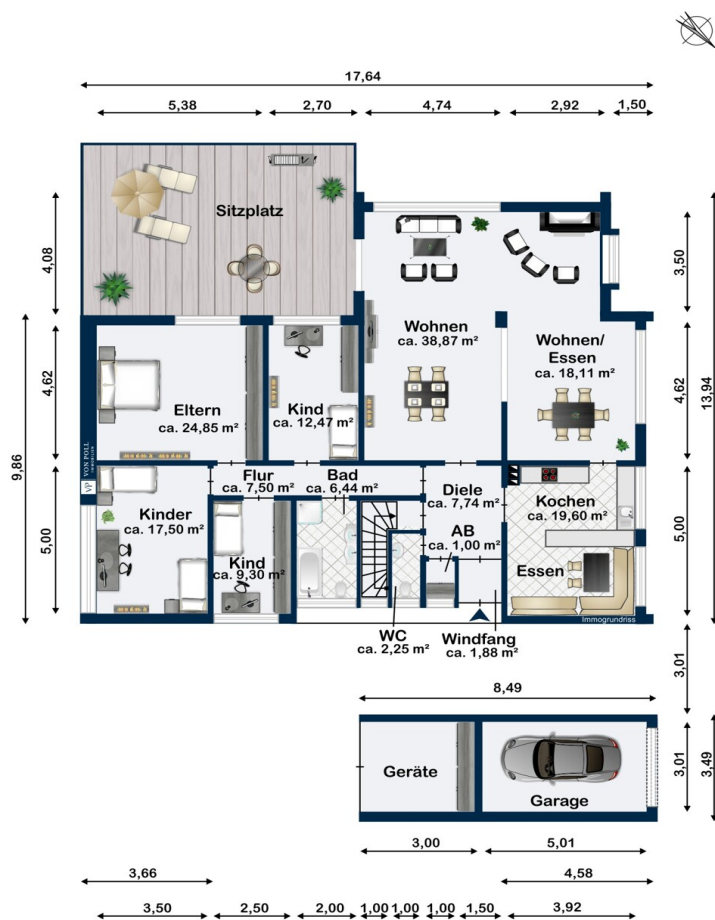 17,64
5,38
2,70
4,74
2,92
1,50
Sitzplatz
4,08
3,50
Wohnen
ca. 38,87 m²
Wohnen/
Essen
ca. 18,11 m²
4,62
4,62
13,94
9,86
Eltern
ca. 24,85 m²
Kind
ca. 12,47 m²
VON POLL
IMMOBILIEN
VP
Flur
ca. 7,50 m²
Bad
ca. 6,44 m²
Diele
ca. 7,74 m²
Kochen
ca. 19,60 m²
Kinder
ca. 17,50 m²
5,00
5,00
Kind
ca. 9,30 m²
AB
ca. 1,00 m²
Essen
Immogrundriss
WC
ca. 2,25 m²
Windfang
ca. 1,88 m²
3,01
8,49
Geräte
Garage
3,01
3,49
3,00
5,01
3,66
4,58
3,50
2,50
2,00
1,00
1,00
1,00
1,50
3,92